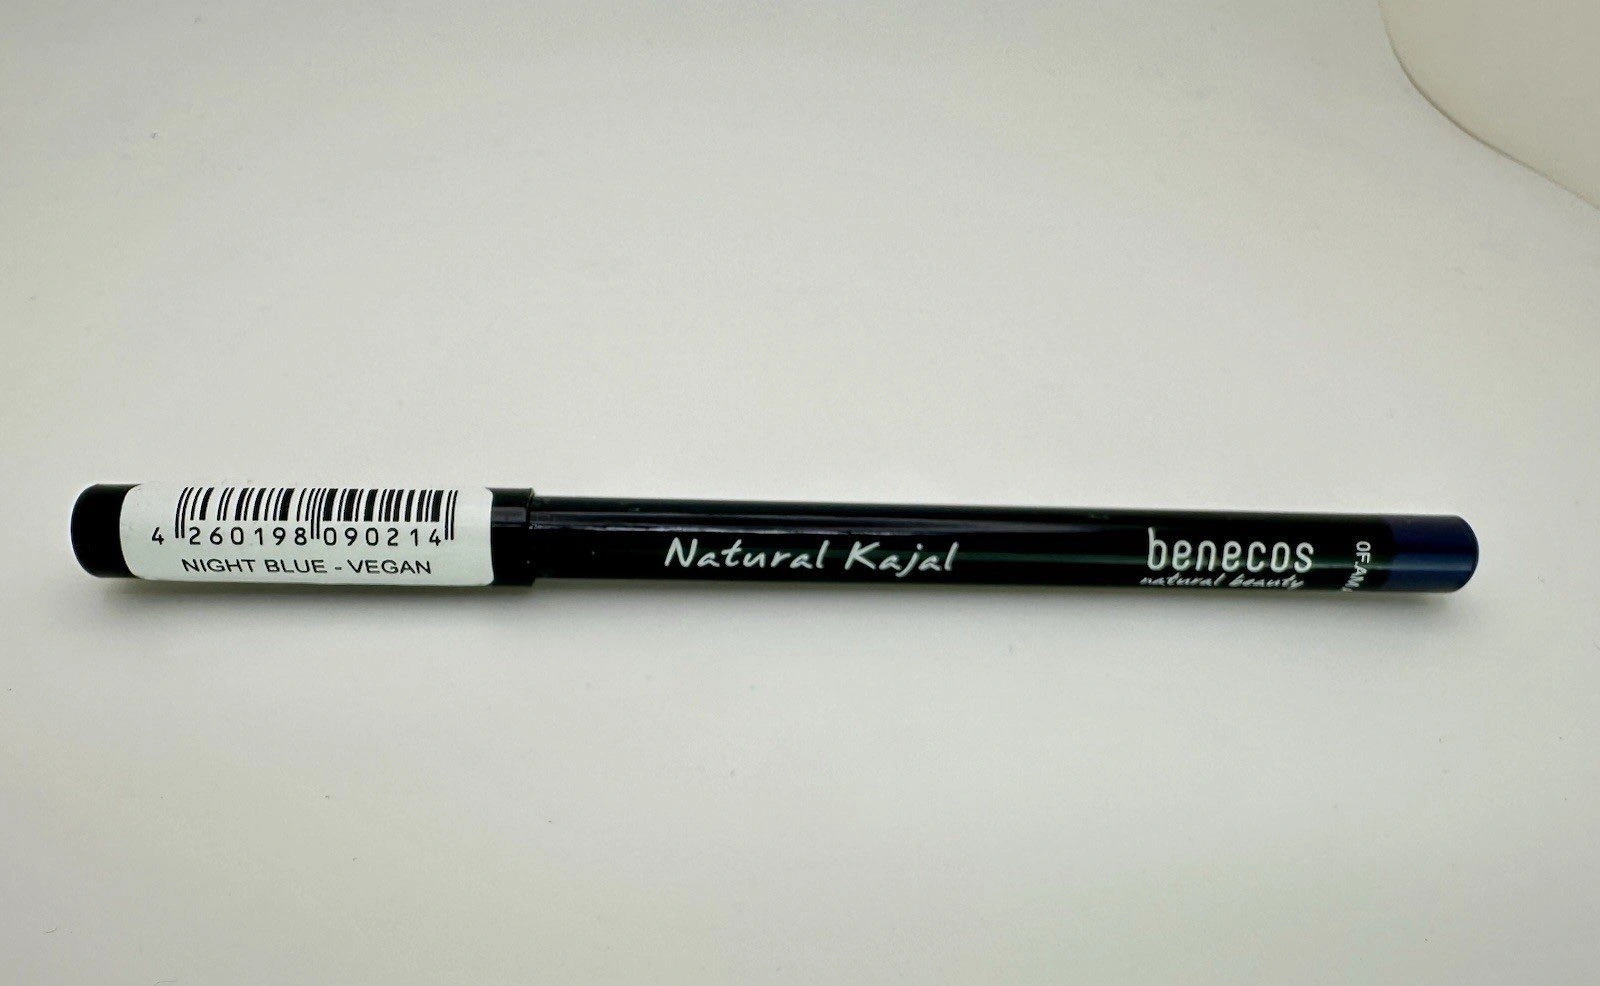 4 260198 090214
NIGHT BLUE - VEGAN
Natural Kajal
benecos
natural beauty